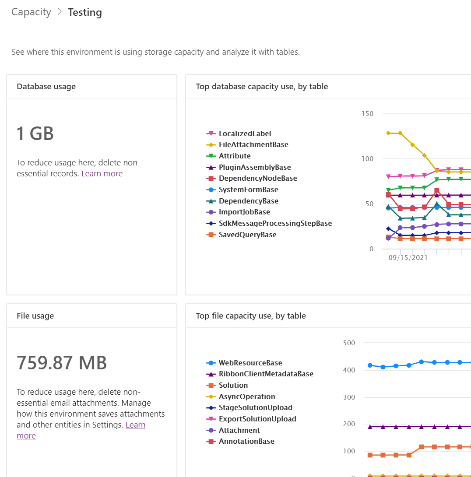 Capacity > Testing
See where this environment is using storage capacity and analyze it with tables.
Database usage
1 GB
To reduce usage here, delete non
essential records. Learn more
Top database capacity use, by table
LocalizedLabel
FileAttachmentBase
Attribute
PluginAssemblyBase
DependencyNodeBase
SystemFormBase
DependencyBase
ImportJobBase
SdkMessageProcessingStepBase
SavedQueryBase
150
100
50
0
09/15/2021
File usage
759.87 MB
To reduce usage here, delete non-
essential email attachments. Manage
how this environment saves attachments
and other entities in Settings. Learn
more
Top file capacity use, by table
WebResourceBase
RibbonClientMetadataBase
Solution
AsyncOperation
StageSolutionUpload
ExportSolutionUpload
Attachment
AnnotationBase
500
400
300
200
100